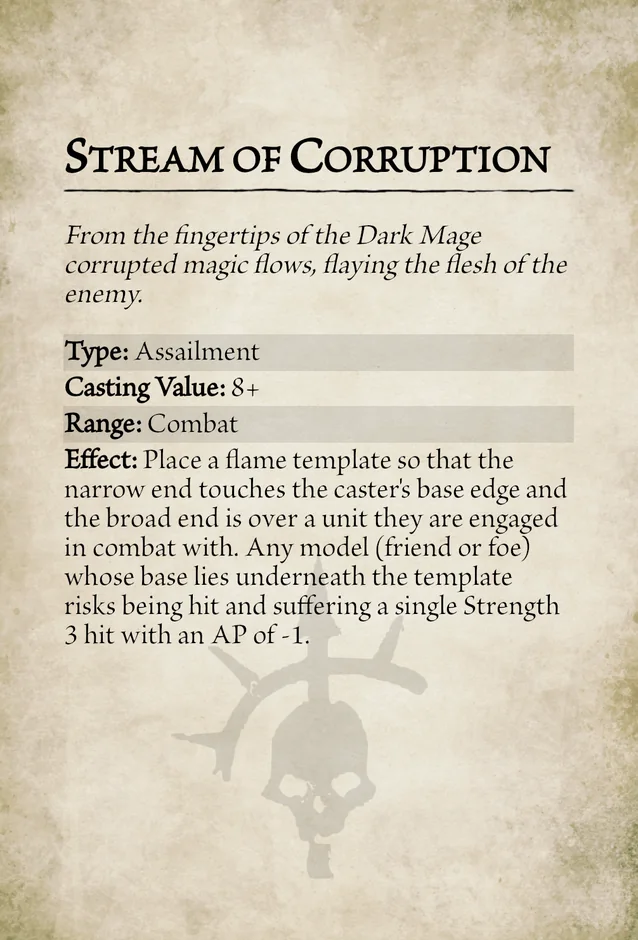 Stream of Corruption
From the fingertips of the Dark Mage
corrupted magic flows, flaying the flesh of the
enemy.
Type: Assailment
Casting Value: 8+
Range: Combat
Effect: Place a flame template so that the
narrow end touches the caster's base edge and
the broad end is over a unit they are engaged
in combat with. Any model (friend or foe)
whose base lies underneath the template
risks being hit and suffering a single Strength
3 hit with an AP of -1.